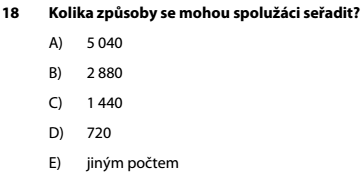 18 Kolika způsoby se mohou spolužáci seřadit?
A) 5 040
B) 2 880
C) 1 440
D) 720
E) jiným počtem